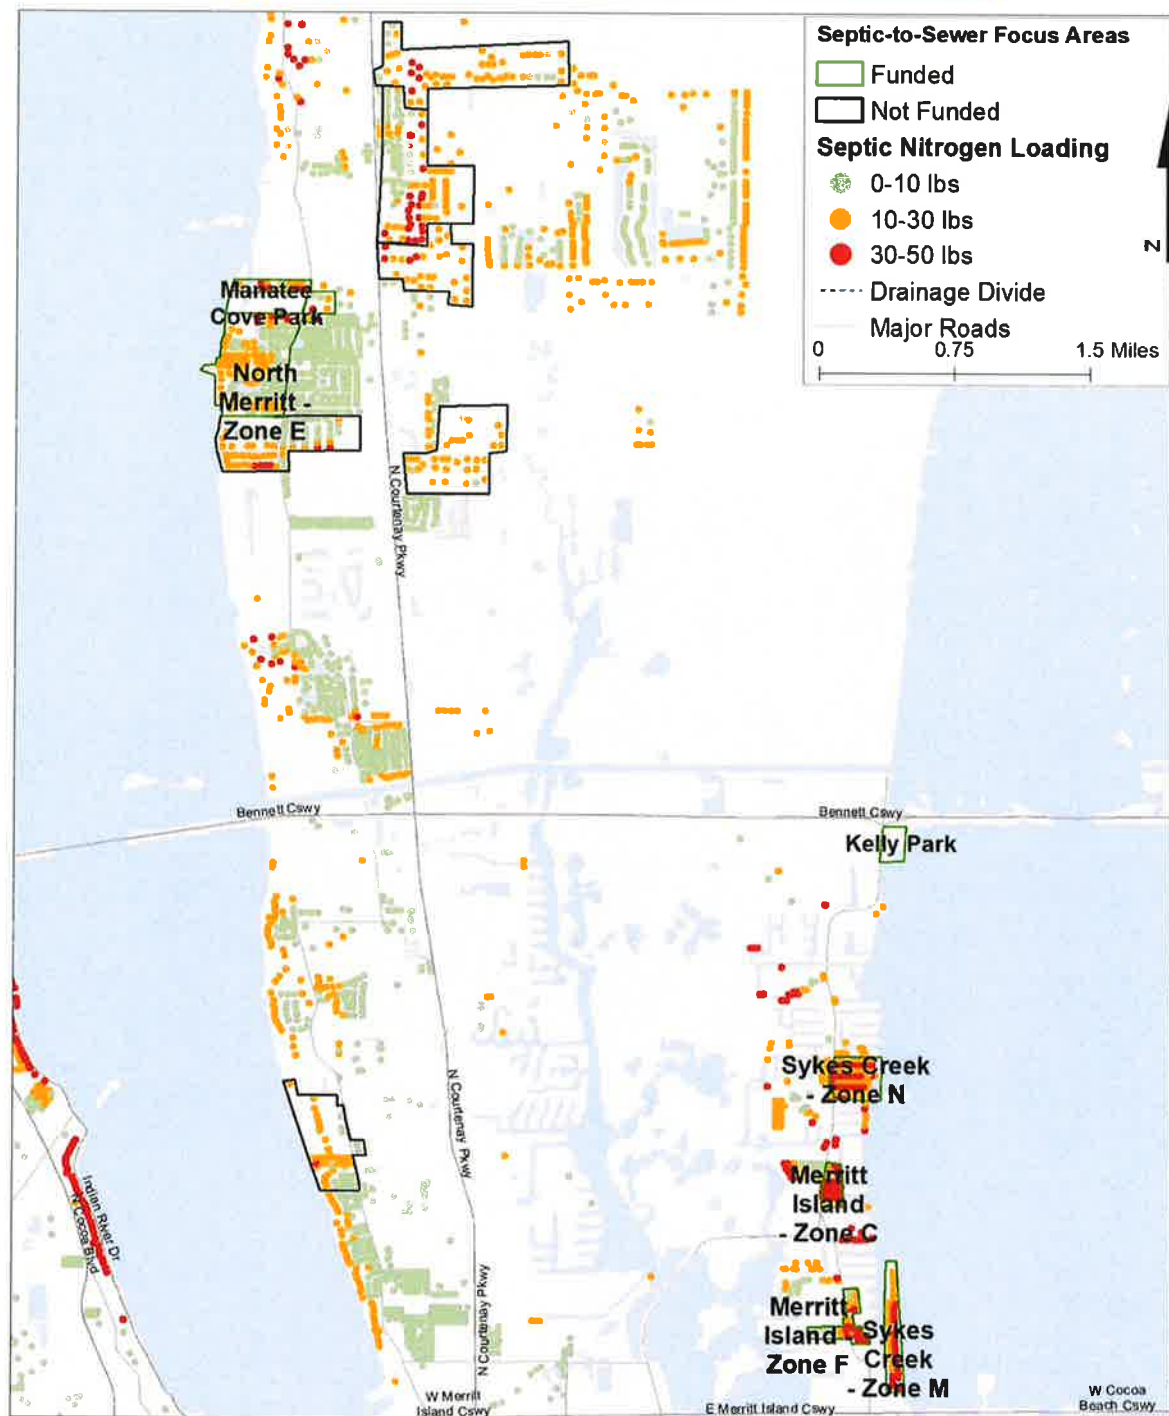 Septic-to-Sewer Focus Areas
Funded
Not Funded
Septic Nitrogen Loading
0-10 lbs
10-30 lbs
30-50 lbs
Drainage Divide
Major Roads
0 0.75 1.5 Miles
N
Manatee
Cove Park
North
Merritt -
Zone E
N Courtenay Pkwy
Bennett Cswy
Bennett Cswy
Kelly Park
Sykes Creek
- Zone N
N Courtenay Pkwy
Merritt
Island
- Zone C
Indian River Dr
N Cocoa Blvd
N Courtenay Pkwy
Merritt
Island
Zone F
Sykes
Creek
- Zone M
W Merritt
Island Cswy
E Merritt Island Cswy
W Cocoa
Beach Cswy